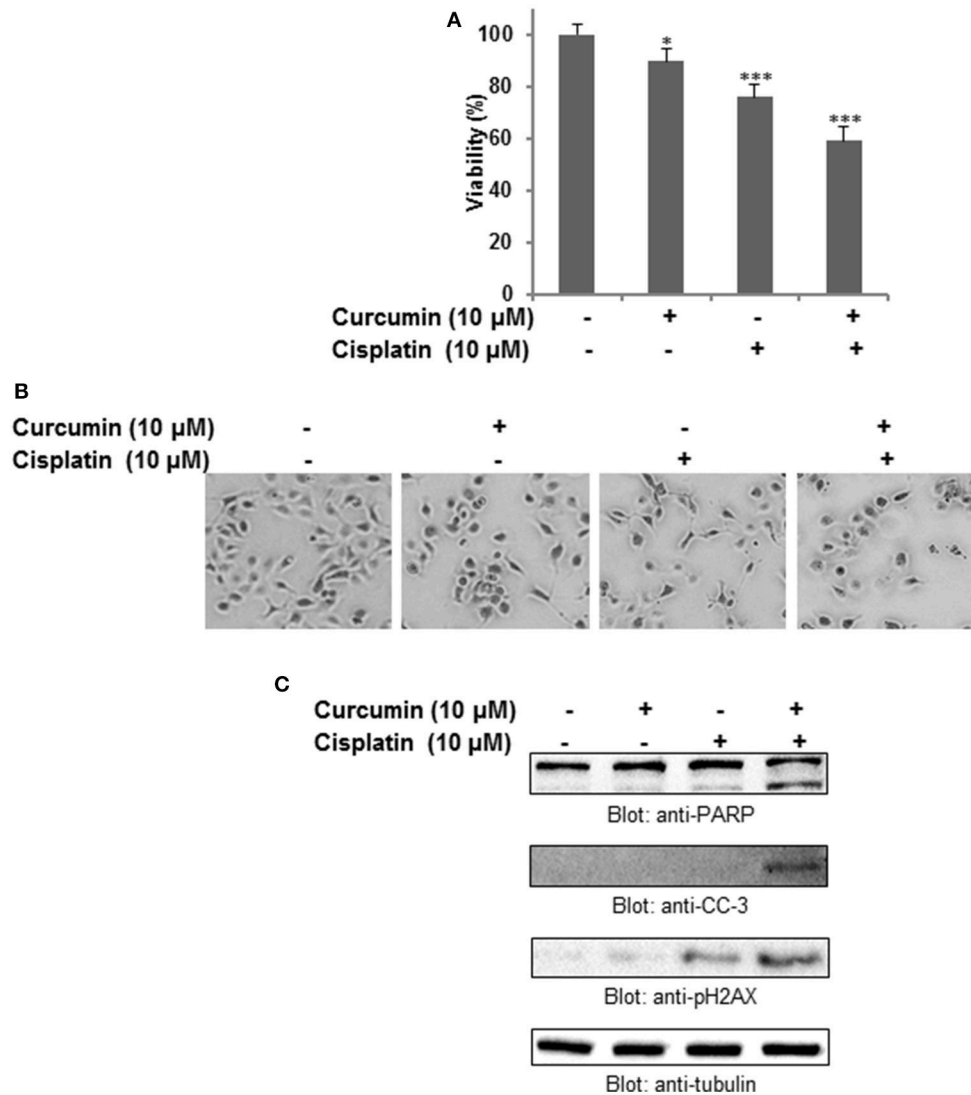 A
Viability (%)
100
80
60
40
20
0
*
***
***
Curcumin (10 μM) - + - +
Cisplatin (10 μM) - - + +
B
Curcumin (10 μM) - + - +
Cisplatin (10 μM) - - + +
C
Curcumin (10 μM) - + - +
Cisplatin (10 μM) - - + +
Blot: anti-PARP
Blot: anti-CC-3
Blot: anti-pH2AX
Blot: anti-tubulin